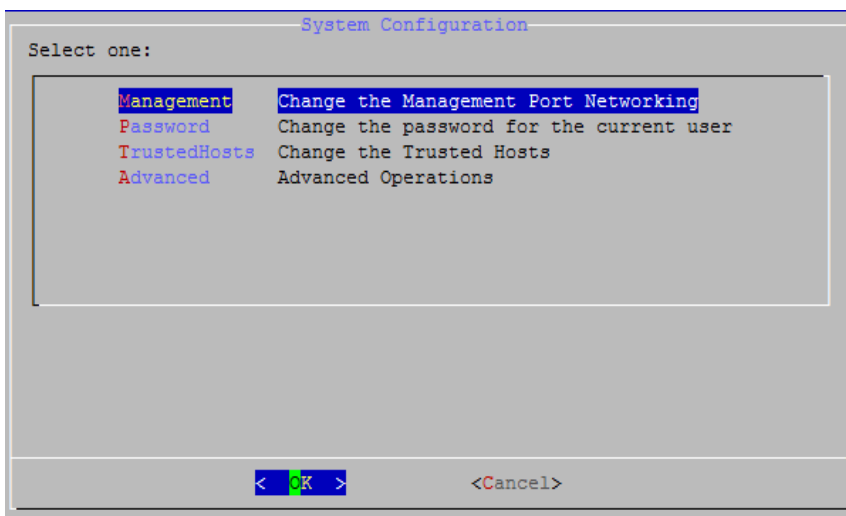 System Configuration
Select one:
Management Change the Management Port Networking
Password Change the password for the current user
TrustedHosts Change the Trusted Hosts
Advanced Advanced Operations
< OK > <Cancel>